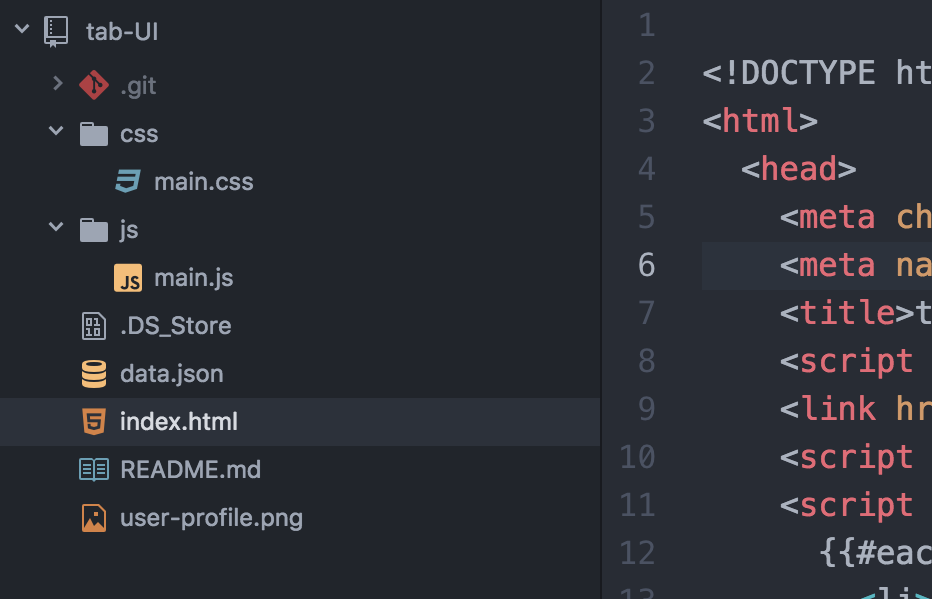 tab-UI
.git
css
main.css
js
JS main.js
.DS_Store
data.json
index.html
README.md
user-profile.png
1
2 <!DOCTYPE ht
3 <html>
4 <head>
5 <meta ch
6 <meta na
7 <title>t
8 <script
9 <link hr
10 <script
11 <script
12 {{#eac
13 <li>